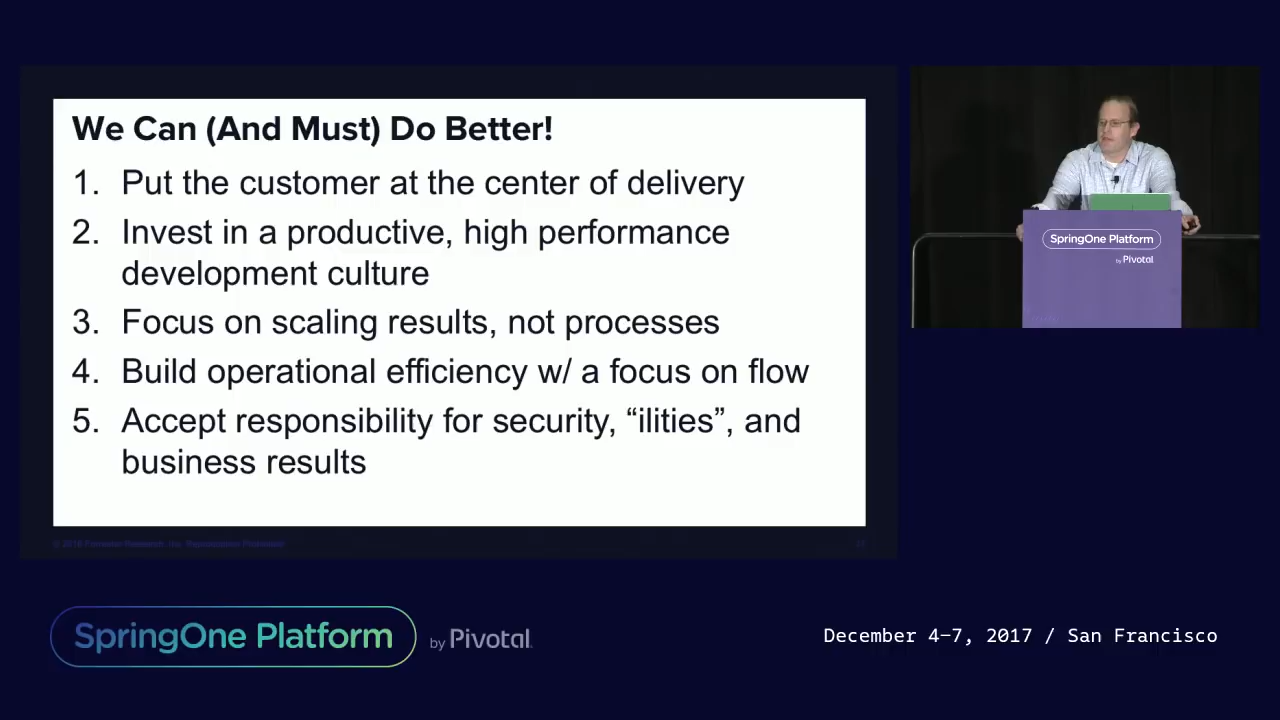 We Can (And Must) Do Better!
1. Put the customer at the center of delivery
2. Invest in a productive, high performance
development culture
3. Focus on scaling results, not processes
4. Build operational efficiency w/ a focus on flow
5. Accept responsibility for security, “ilities”, and
business results
SpringOne Platform
by Pivotal
SpringOne Platform by Pivotal.
December 4–7, 2017 / San Francisco